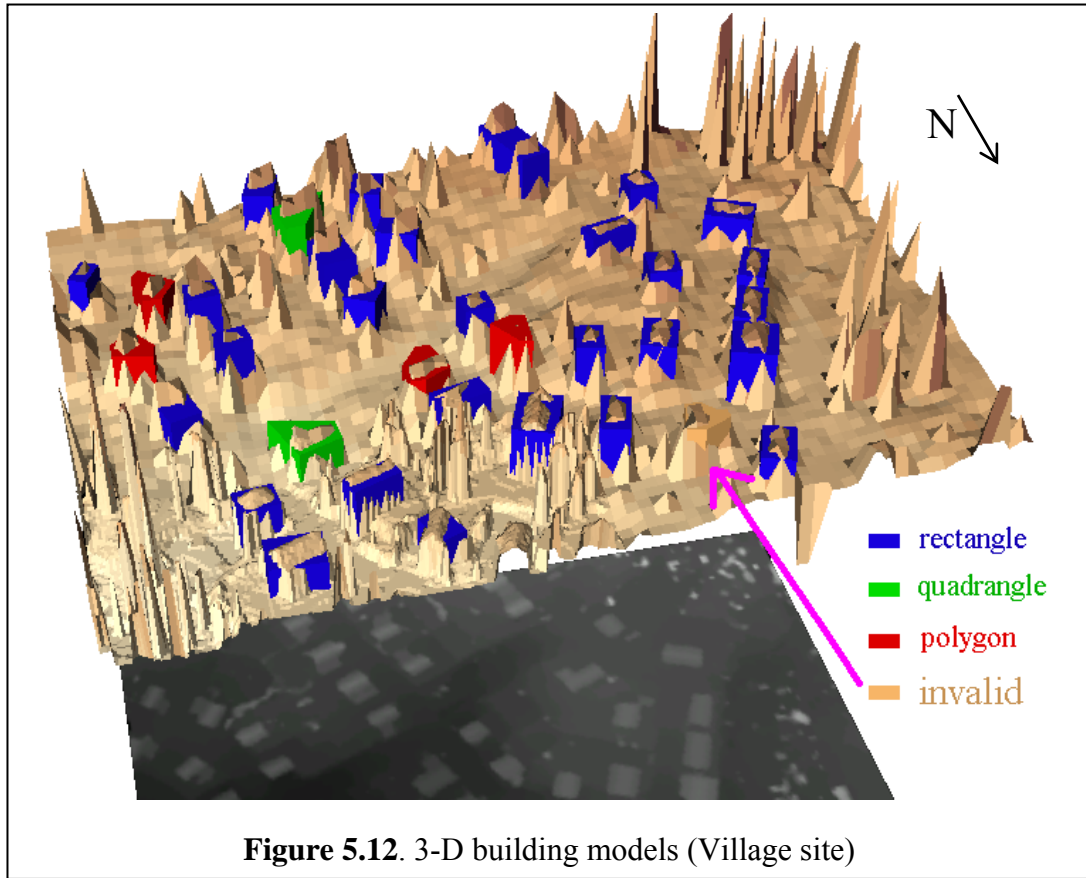 N
rectangle
quadrangle
polygon
invalid
Figure 5.12. 3-D building models (Village site)